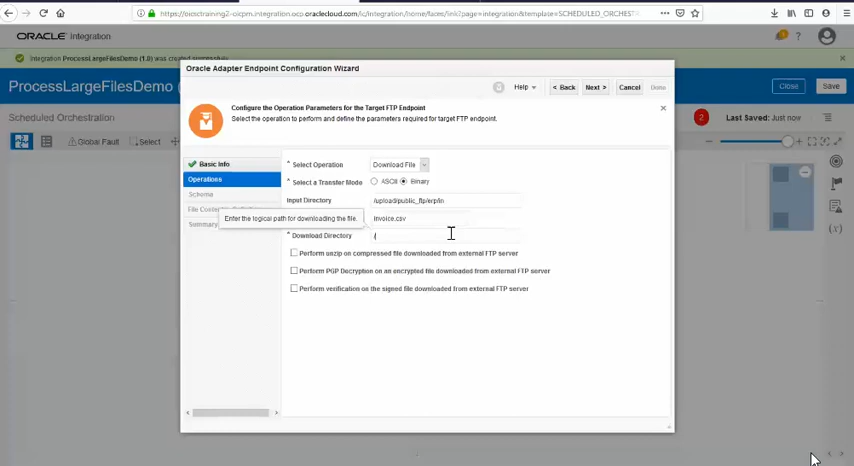 https://oicsctraining2-oicpm.integration.ocp.oraclecloud.com/ic/integration/home/faces/link?page=integration&template=SCHEDULED_ORCHEST
ORACLE Integration
1
?
Integration ProcessLargeFilesDemo (1.0) was created successfully.
ProcessLargeFilesDemo (
Close
Save
Scheduled Orchestration
2
Last Saved: Just now
Global Fault
Select
Oracle Adapter Endpoint Configuration Wizard
Help
< Back
Next >
Cancel
Done
Configure the Operation Parameters for the Target FTP Endpoint
Select the operation to perform and define the parameters required for target FTP endpoint.
Basic Info
Operations
Schema
File Contents
Summary
* Select Operation
Download File
* Select a Transfer Mode
ASCII
Binary
Input Directory
/upload/public_ftp/erp/in
Enter the logical path for downloading the file.
Invoice.csv
* Download Directory
/
Perform unzip on compressed file downloaded from external FTP server
Perform PGP Decryption on an encrypted file downloaded from external FTP server
Perform verification on the signed file downloaded from external FTP server
(x)